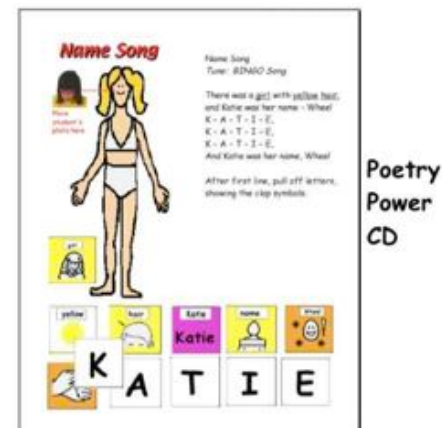 Name Song
Name Song
Tune: BINGO Song
Place
student's
photo here
There was a girl with yellow hair,
and Katie was her name - Whee!
K - A - T - I - E,
K - A - T - I - E,
K - A - T - I - E,
And Katie was her name, Whee!
After first line, pull off letters,
showing the clap symbols.
Poetry
Power
CD
girl
yellow
hair
Katie
name
Katie
K
A
T
I
E